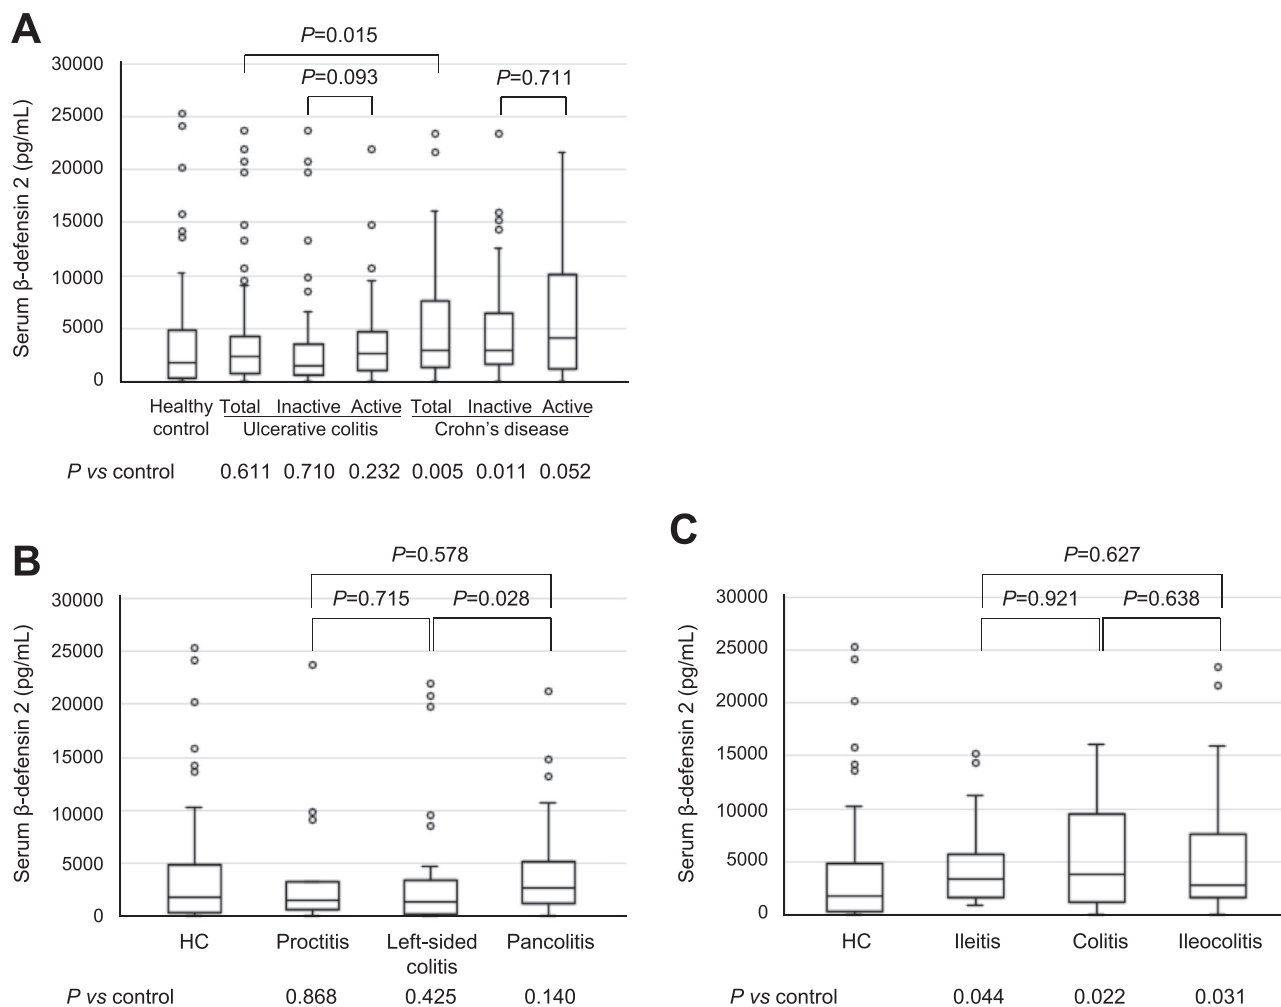 A
P=0.015
P=0.093
P=0.711
Serum β-defensin 2 (pg/mL)
30000
25000
20000
15000
10000
5000
0
Healthy control
Total Inactive Active Total Inactive Active
Ulcerative colitis Crohn's disease
P vs control 0.611 0.710 0.232 0.005 0.011 0.052
B
P=0.578
P=0.715 P=0.028
Serum β-defensin 2 (pg/mL)
30000
25000
20000
15000
10000
5000
0
HC Proctitis Left-sided colitis Pancolitis
P vs control 0.868 0.425 0.140
C
P=0.627
P=0.921 P=0.638
Serum β-defensin 2 (pg/mL)
30000
25000
20000
15000
10000
5000
0
HC Ileitis Colitis Ileocolitis
P vs control 0.044 0.022 0.031